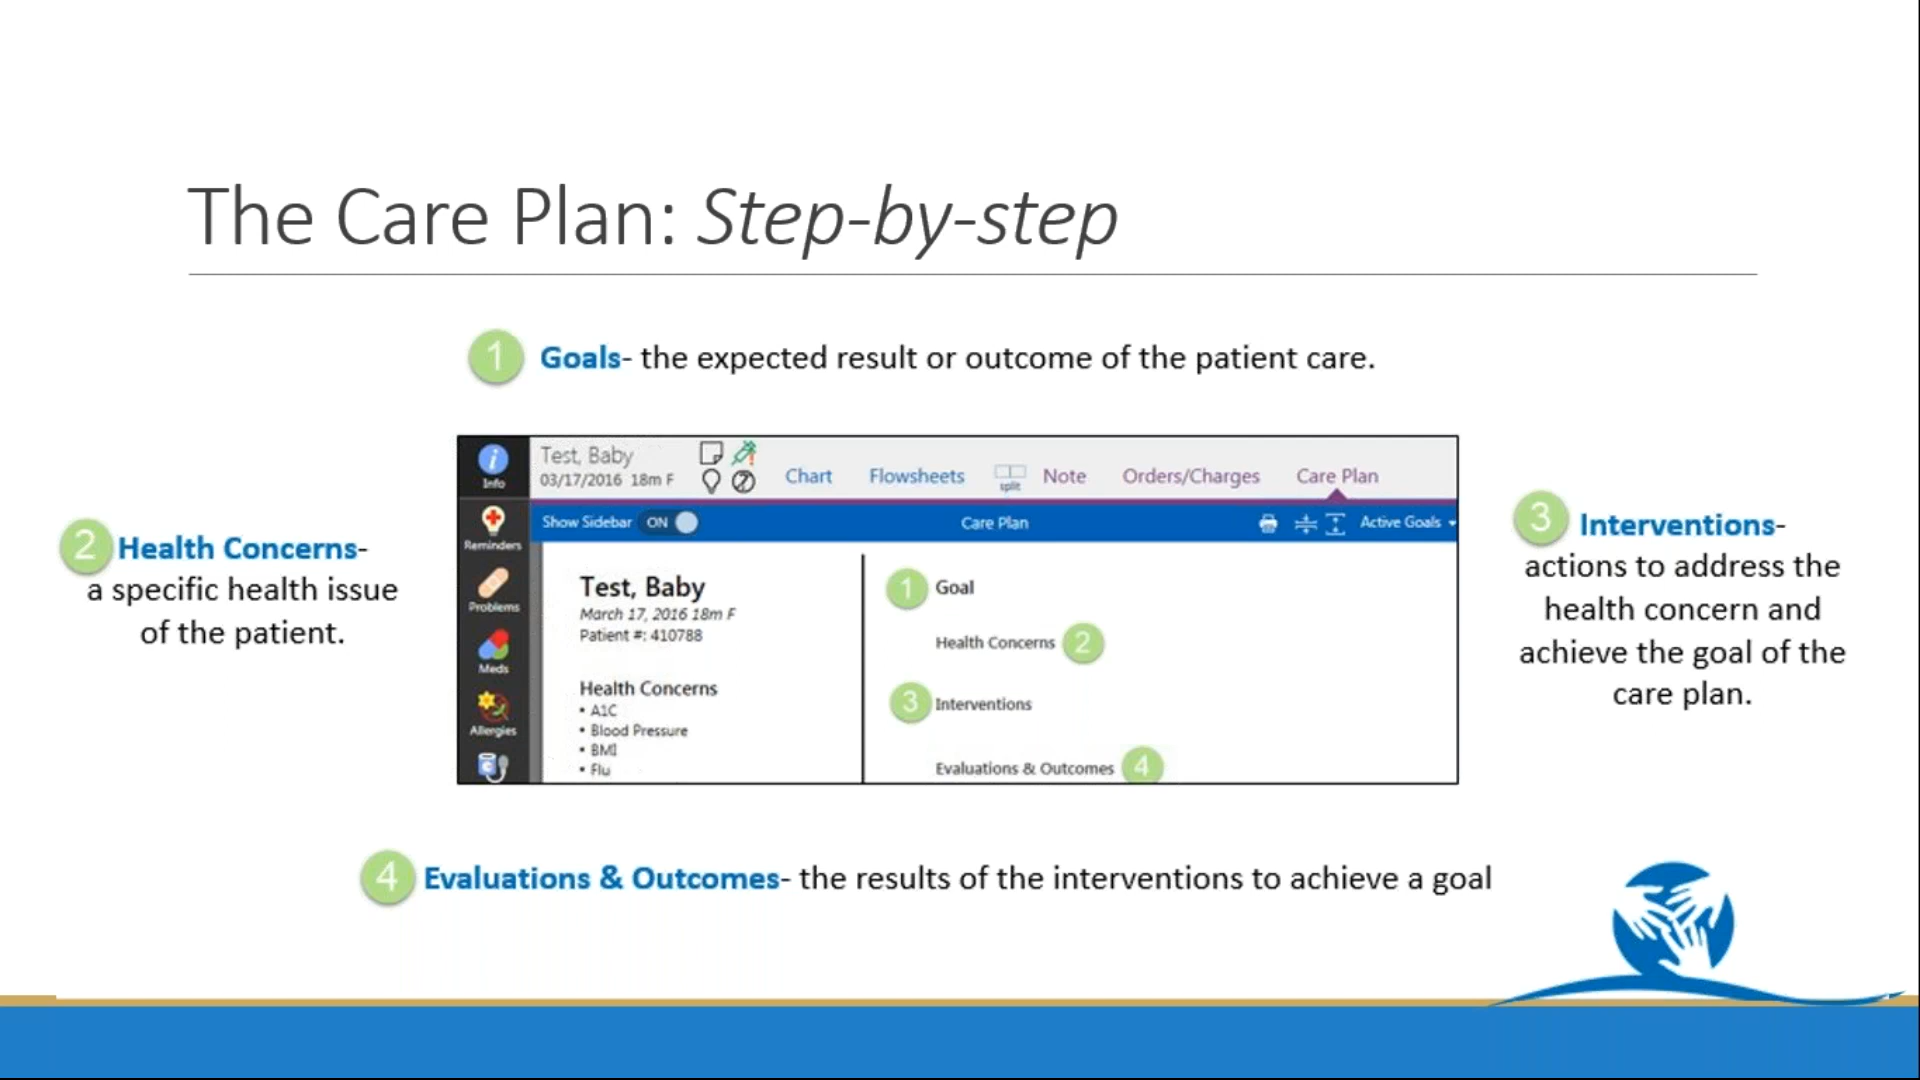 The Care Plan: Step-by-step
1 Goals- the expected result or outcome of the patient care.
2 Health Concerns-
a specific health issue
of the patient.
Info
Reminders
Problems
Meds
Allergies
Test, Baby
03/17/2016 18m F
Chart Flowsheets split Note Orders/Charges Care Plan
Show Sidebar ON Care Plan Active Goals
Test, Baby
March 17, 2016 18m F
Patient #: 410788
Health Concerns
• A1C
• Blood Pressure
• BMI
• Flu
1 Goal
Health Concerns 2
3 Interventions
Evaluations & Outcomes 4
3 Interventions-
actions to address the
health concern and
achieve the goal of the
care plan.
4 Evaluations & Outcomes- the results of the interventions to achieve a goal